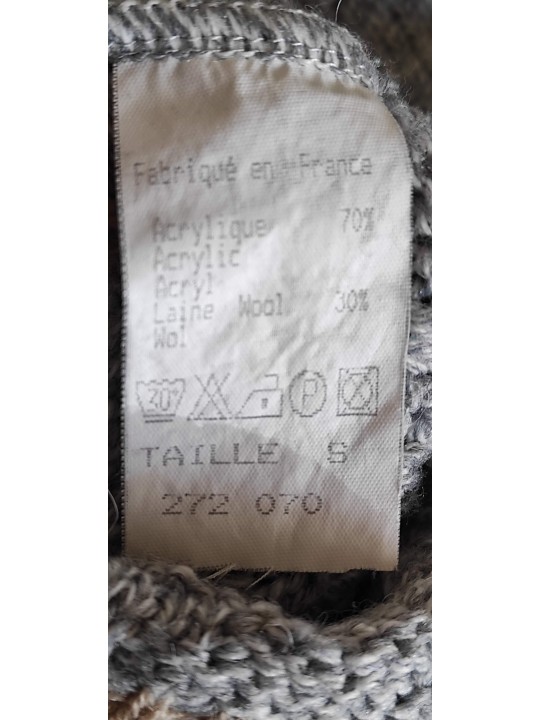 Fabriqué en France
Acrylique 70%
Acrylic
Acryl
Laine Wool 30%
Wol
30°
P
TAILLE S
272 070